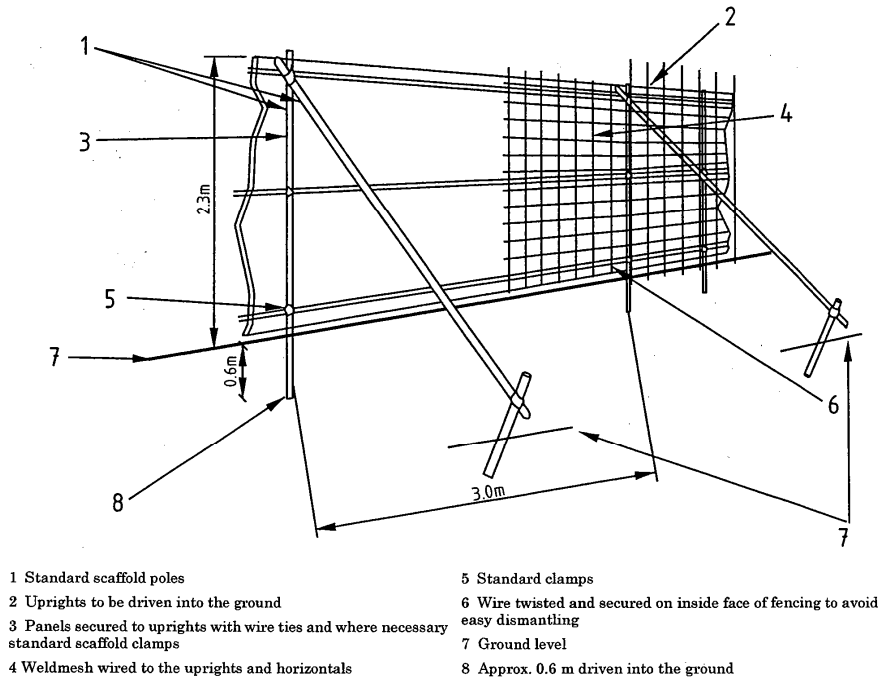 1
2
3
4
2.3m
5
7
0.6m
6
8
3.0m
7
1 Standard scaffold poles
2 Uprights to be driven into the ground
3 Panels secured to uprights with wire ties and where necessary
standard scaffold clamps
4 Weldmesh wired to the uprights and horizontals
5 Standard clamps
6 Wire twisted and secured on inside face of fencing to avoid
easy dismantling
7 Ground level
8 Approx. 0.6 m driven into the ground